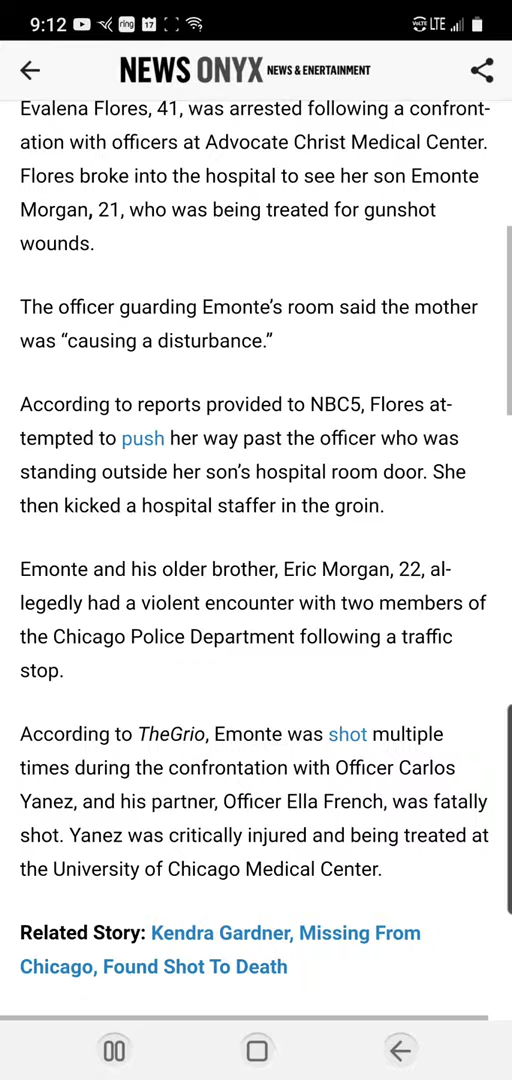 9:12 ring 17 VoLTE LTE
NEWS ONYX NEWS & ENERTAINMENT
Evalena Flores, 41, was arrested following a confront-
ation with officers at Advocate Christ Medical Center.
Flores broke into the hospital to see her son Emonte
Morgan, 21, who was being treated for gunshot
wounds.
The officer guarding Emonte’s room said the mother
was “causing a disturbance.”
According to reports provided to NBC5, Flores at-
tempted to push her way past the officer who was
standing outside her son’s hospital room door. She
then kicked a hospital staffer in the groin.
Emonte and his older brother, Eric Morgan, 22, al-
legedly had a violent encounter with two members of
the Chicago Police Department following a traffic
stop.
According to TheGrio, Emonte was shot multiple
times during the confrontation with Officer Carlos
Yanez, and his partner, Officer Ella French, was fatally
shot. Yanez was critically injured and being treated at
the University of Chicago Medical Center.
Related Story: Kendra Gardner, Missing From
Chicago, Found Shot To Death